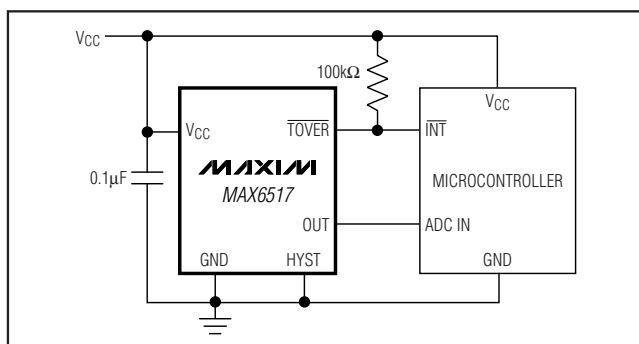 VCC
100kΩ
VCC
TOVER
INT
VCC
0.1µF
MAXIM
MAX6517
MICROCONTROLLER
OUT
ADC IN
GND
HYST
GND